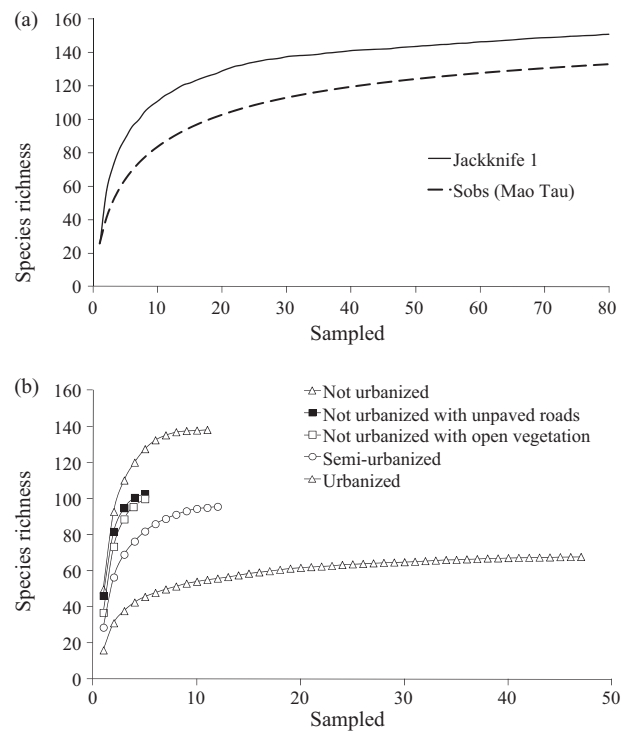 (a)
160
140
120
100
80
60
40
20
0
Species richness
Jackknife 1
Sobs (Mao Tau)
0 10 20 30 40 50 60 70 80
Sampled
(b)
160
140
120
100
80
60
40
20
0
Species richness
Not urbanized
Not urbanized with unpaved roads
Not urbanized with open vegetation
Semi-urbanized
Urbanized
0 10 20 30 40 50
Sampled